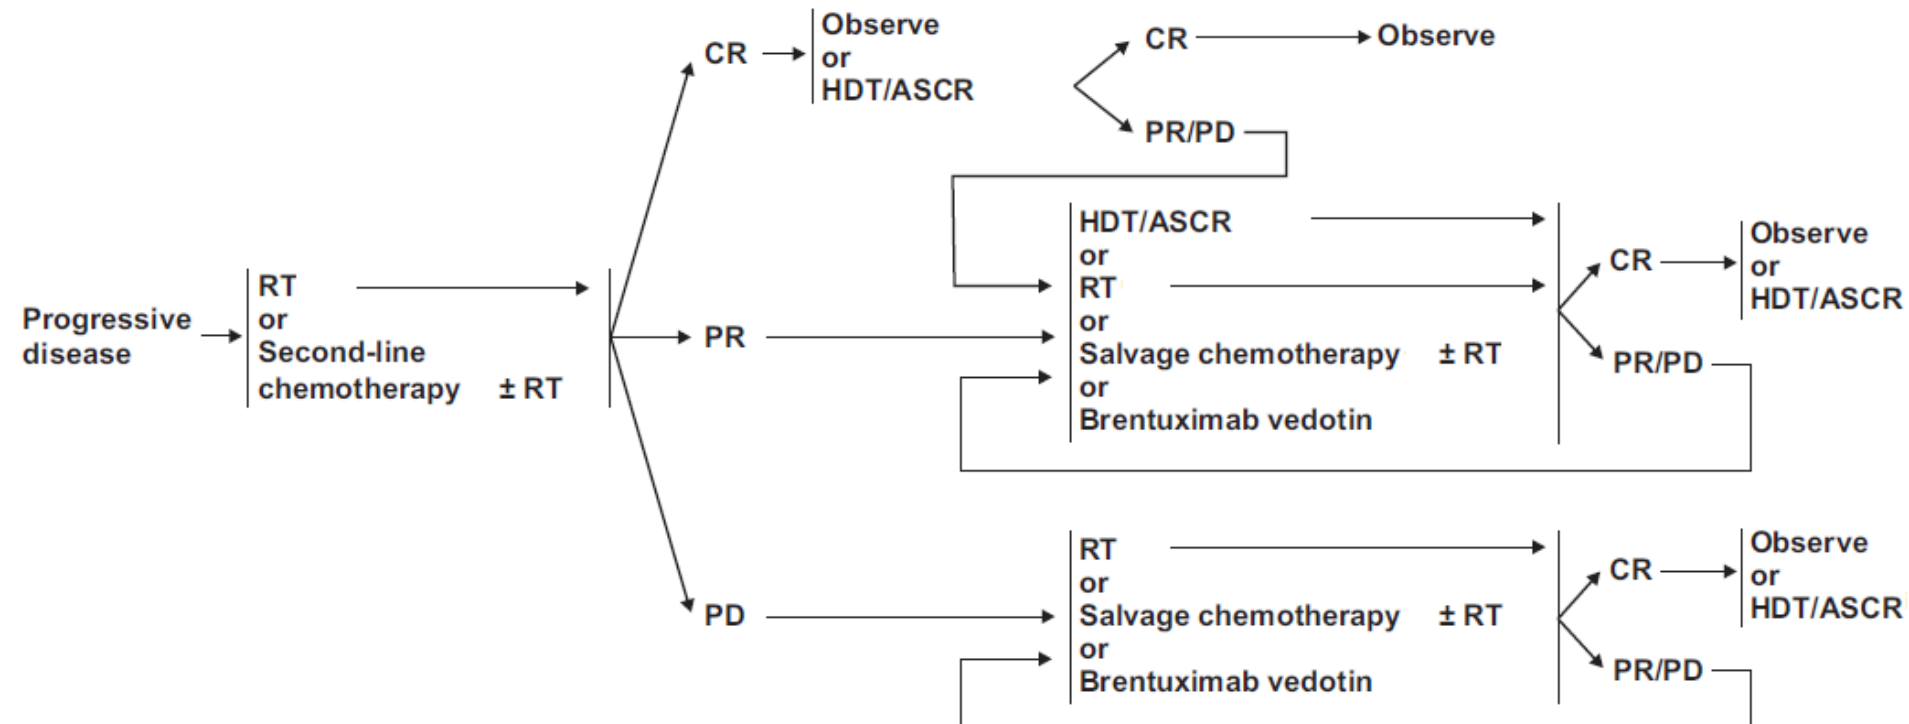 Progressive
disease
RT
or
Second-line
chemotherapy ± RT
CR
Observe
or
HDT/ASCR
CR
Observe
PR/PD
PR
HDT/ASCR
or
RT
or
Salvage chemotherapy ± RT
or
Brentuximab vedotin
CR
Observe
or
HDT/ASCR
PR/PD
PD
RT
or
Salvage chemotherapy ± RT
or
Brentuximab vedotin
CR
Observe
or
HDT/ASCR
PR/PD